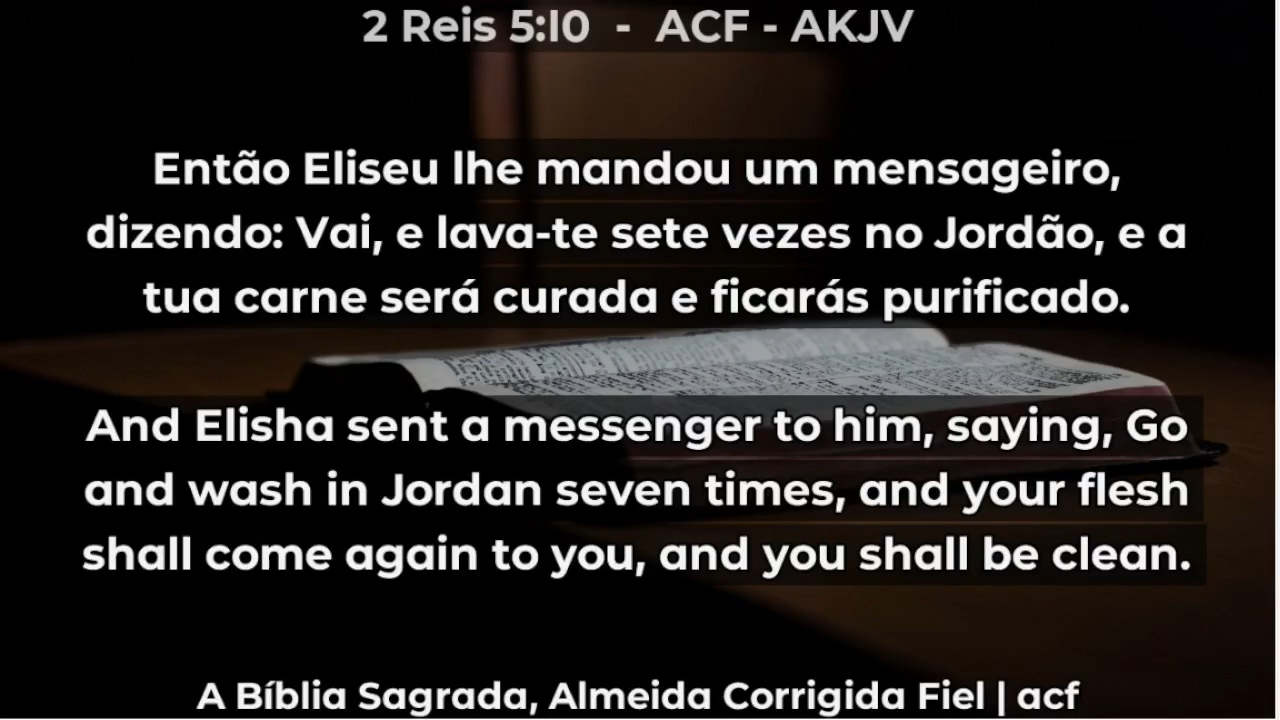 2 Reis 5:10 - ACF - AKJV
Então Eliseu lhe mandou um mensageiro,
dizendo: Vai, e lava-te sete vezes no Jordão, e a
tua carne será curada e ficarás purificado.
And Elisha sent a messenger to him, saying, Go
and wash in Jordan seven times, and your flesh
shall come again to you, and you shall be clean.
A Bíblia Sagrada, Almeida Corrigida Fiel | acf